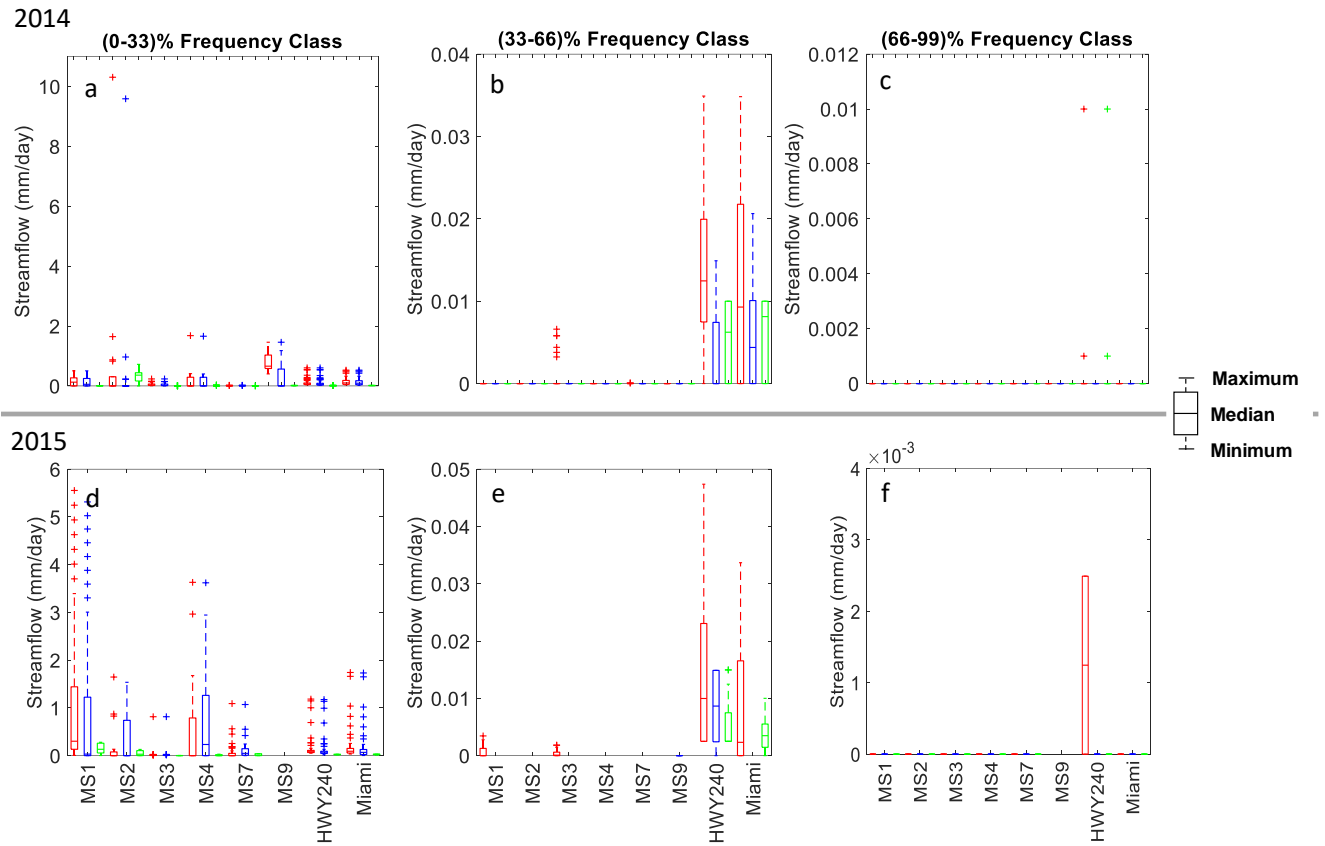 2014
(0-33)% Frequency Class
(33-66)% Frequency Class
(66-99)% Frequency Class
a
b
c
Streamflow (mm/day)
10
8
6
4
2
0
Streamflow (mm/day)
0.04
0.03
0.02
0.01
0
Streamflow (mm/day)
0.012
0.01
0.008
0.006
0.004
0.002
0
Maximum
Median
Minimum
2015
d
e
f
Streamflow (mm/day)
6
5
4
3
2
1
0
MS1
MS2
MS3
MS4
MS7
MS9
HWY240
Miami
Streamflow (mm/day)
0.05
0.04
0.03
0.02
0.01
0
MS1
MS2
MS3
MS4
MS7
MS9
HWY240
Miami
Streamflow (mm/day)
×10-3
4
3
2
1
0
MS1
MS2
MS3
MS4
MS7
MS9
HWY240
Miami